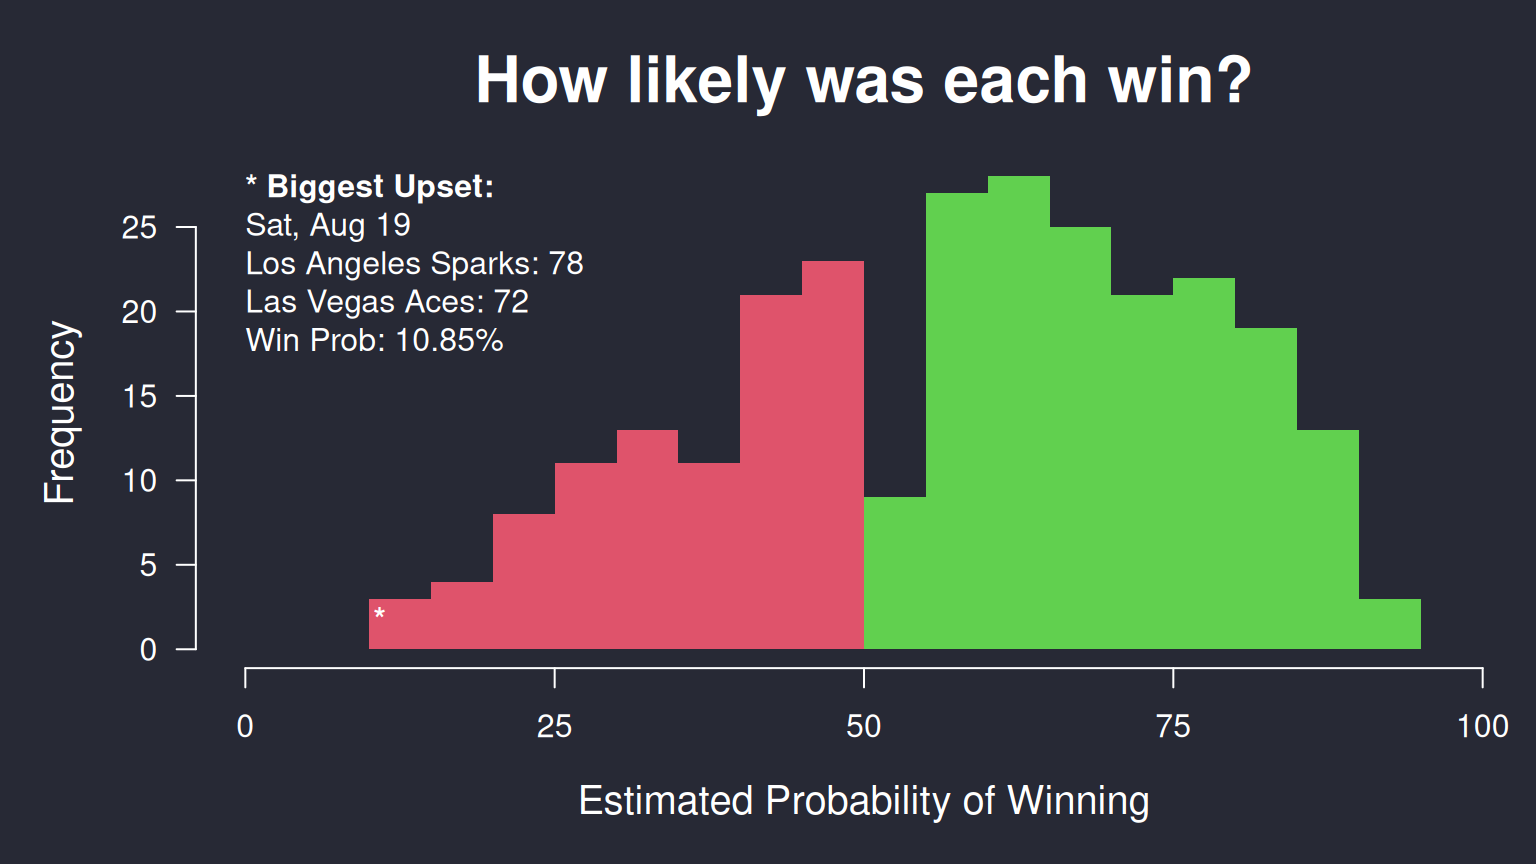 How likely was each win?
* Biggest Upset:
Sat, Aug 19
Los Angeles Sparks: 78
Las Vegas Aces: 72
Win Prob: 10.85%
Frequency
25
20
15
10
5
0
*
0 25 50 75 100
Estimated Probability of Winning